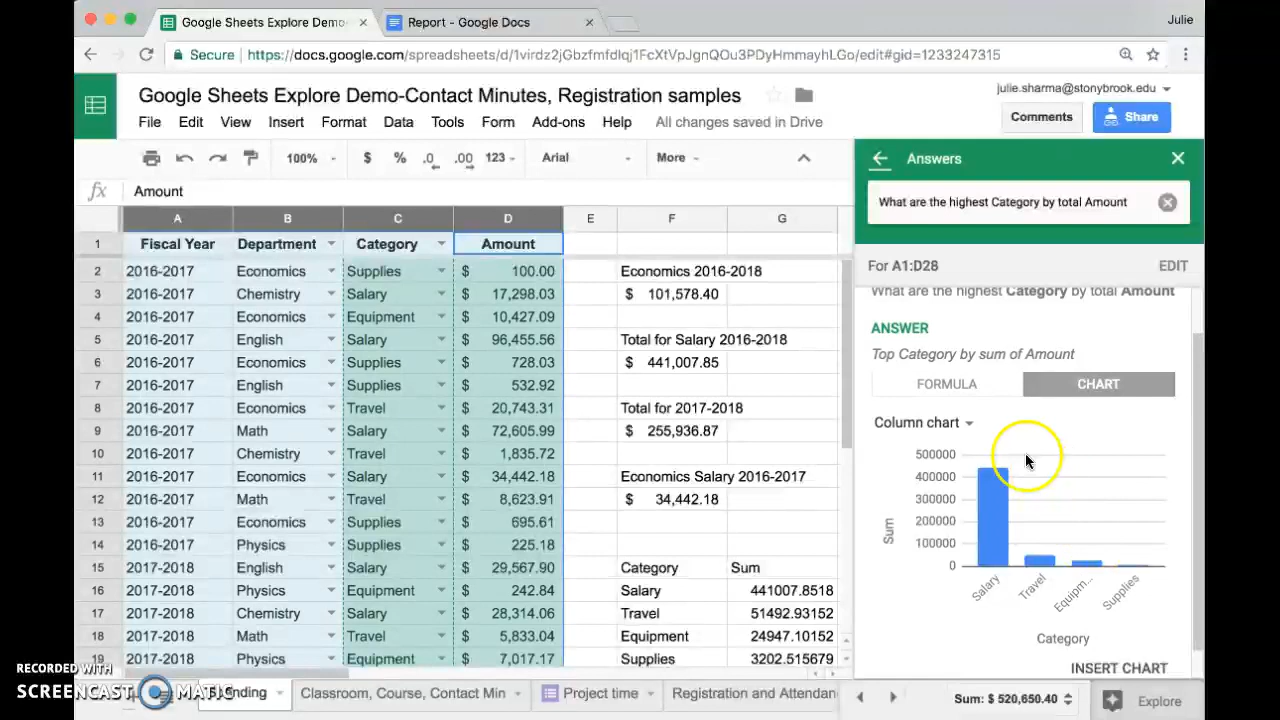 Google Sheets Explore Demo
Report - Google Docs
Julie
Secure
https://docs.google.com/spreadsheets/d/1virdz2jGbzfmfdlqj1FcXtVpJgnQOu3PDyHmmayhLGo/edit#gid=1233247315
Google Sheets Explore Demo-Contact Minutes, Registration samples
julie.sharma@stonybrook.edu
File Edit View Insert Format Data Tools Form Add-ons Help All changes saved in Drive
Comments
Share
100% $ % .0 .00 123 Arial More
Answers
fx Amount
What are the highest Category by total Amount
A B C D E F G
1 Fiscal Year Department Category Amount
For A1:D28 EDIT
2 2016-2017 Economics Supplies $ 100.00 Economics 2016-2018
3 2016-2017 Chemistry Salary $ 17,298.03 $ 101,578.40
4 2016-2017 Economics Equipment $ 10,427.09
5 2016-2017 English Salary $ 96,455.56 Total for Salary 2016-2018
6 2016-2017 Economics Supplies $ 728.03 $ 441,007.85
7 2016-2017 English Supplies $ 532.92
8 2016-2017 Economics Travel $ 20,743.31 Total for 2017-2018
9 2016-2017 Math Salary $ 72,605.99 $ 255,936.87
10 2016-2017 Chemistry Travel $ 1,835.72
11 2016-2017 Economics Salary $ 34,442.18 Economics Salary 2016-2017
12 2016-2017 Math Travel $ 8,623.91 $ 34,442.18
13 2016-2017 Economics Supplies $ 695.61
14 2016-2017 Physics Supplies $ 225.18
15 2017-2018 English Salary $ 29,567.90 Category Sum
16 2017-2018 Physics Equipment $ 242.84 Salary 441007.8518
17 2017-2018 Chemistry Salary $ 28,314.06 Travel 51492.93152
18 2017-2018 Math Travel $ 5,833.04 Equipment 24947.10152
19 2017-2018 Physics Equipment $ 7,017.17 Supplies 3202.515679
What are the highest Category by total Amount
ANSWER
Top Category by sum of Amount
FORMULA CHART
Column chart
500000
400000
300000
200000
100000
0
Sum
Salary
Travel
Equipm...
Supplies
Category
INSERT CHART
RECORDED WITH
SCREENCAST MATIC
nding
Classroom, Course, Contact Min
Project time
Registration and Attendan
Sum: $ 520,650.40
Explore